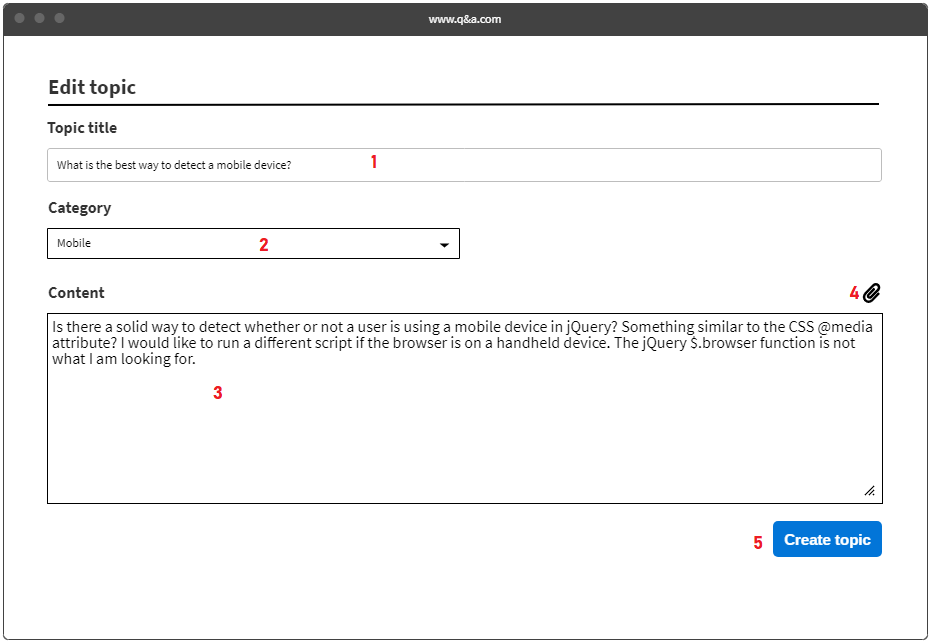 www.q&a.com
Edit topic
Topic title
What is the best way to detect a mobile device?
1
Category
Mobile
2
Content
4
Is there a solid way to detect whether or not a user is using a mobile device in jQuery? Something similar to the CSS @media
attribute? I would like to run a different script if the browser is on a handheld device. The jQuery $.browser function is not
what I am looking for.
3
5
Create topic